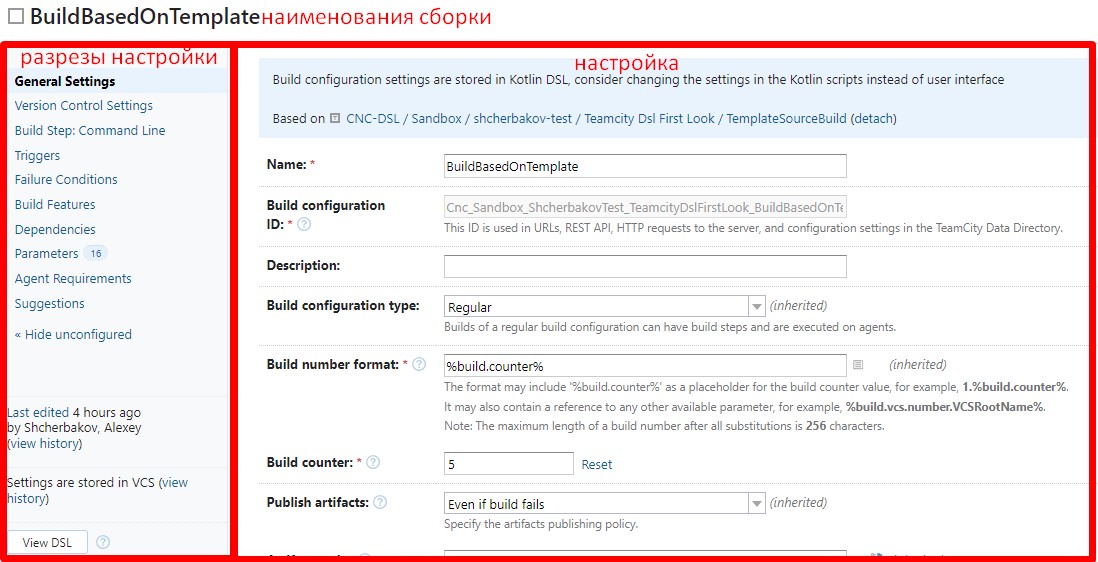 BuildBasedOnTemplate наименования сборки
разрезы настройки
General Settings
Version Control Settings
Build Step: Command Line
Triggers
Failure Conditions
Build Features
Dependencies
Parameters 16
Agent Requirements
Suggestions
« Hide unconfigured
Last edited 4 hours ago
by Shcherbakov, Alexey
(view history)
Settings are stored in VCS (view
history)
View DSL
настройка
Build configuration settings are stored in Kotlin DSL, consider changing the settings in the Kotlin scripts instead of user interface
Based on CNC-DSL / Sandbox / shcherbakov-test / Teamcity Dsl First Look / TemplateSourceBuild (detach)
Name: * BuildBasedOnTemplate
Build configuration
ID: * Cnc_Sandbox_ShcherbakovTest_TeamcityDslFirstLook_BuildBasedOnTe
This ID is used in URLs, REST API, HTTP requests to the server, and configuration settings in the TeamCity Data Directory.
Description:
Build configuration type: Regular (inherited)
Builds of a regular build configuration can have build steps and are executed on agents.
Build number format: * %build.counter% (inherited)
The format may include '%build.counter%' as a placeholder for the build counter value, for example, 1.%build.counter%.
It may also contain a reference to any other available parameter, for example, %build.vcs.number.VCSRootName%.
Note: The maximum length of a build number after all substitutions is 256 characters.
Build counter: * 5 Reset
Publish artifacts: Even if build fails (inherited)
Specify the artifacts publishing policy.